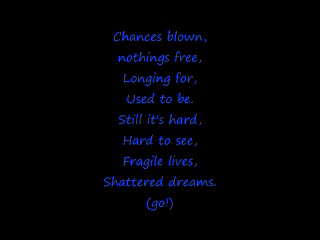 Chances blown,
nothings free,
Longing for,
Used to be.
Still it's hard,
Hard to see,
Fragile lives,
Shattered dreams.
(go!)